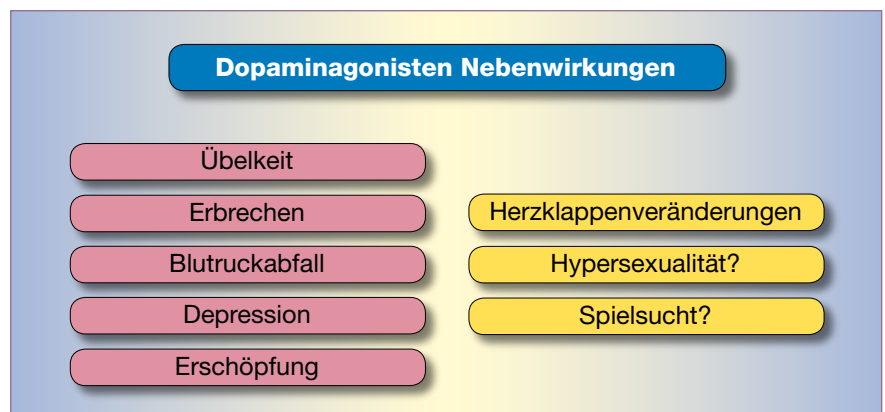 Dopaminagonisten Nebenwirkungen
Übelkeit
Erbrechen
Blutruckabfall
Depression
Erschöpfung
Herzklappenveränderungen
Hypersexualität?
Spielsucht?